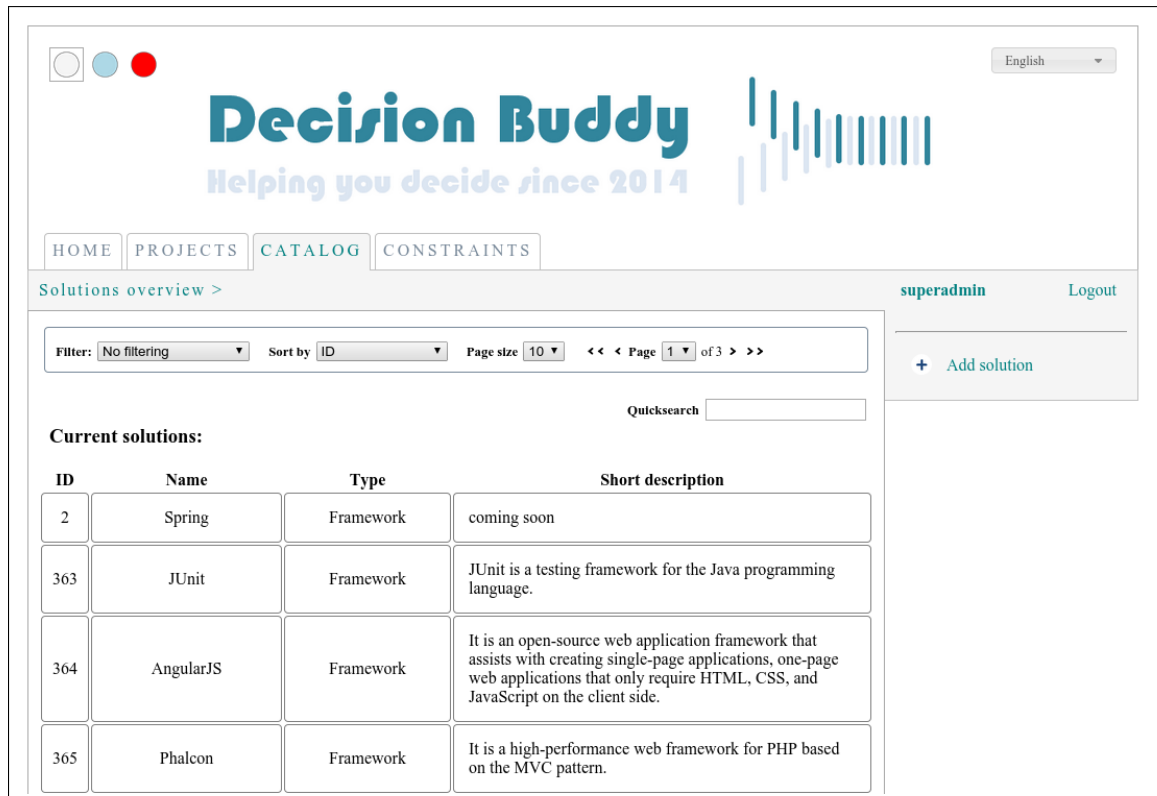 English
Decision Buddy
Helping you decide since 2014
HOME PROJECTS CATALOG CONSTRAINTS
Solutions overview >
superadmin Logout
Filter: No filtering Sort by ID Page size 10 << < Page 1 of 3 > >>
+ Add solution
Quicksearch
Current solutions:
ID Name Type Short description
2 Spring Framework coming soon
363 JUnit Framework JUnit is a testing framework for the Java programming
language.
364 AngularJS Framework It is an open-source web application framework that
assists with creating single-page applications, one-page
web applications that only require HTML, CSS, and
JavaScript on the client side.
365 Phalcon Framework It is a high-performance web framework for PHP based
on the MVC pattern.